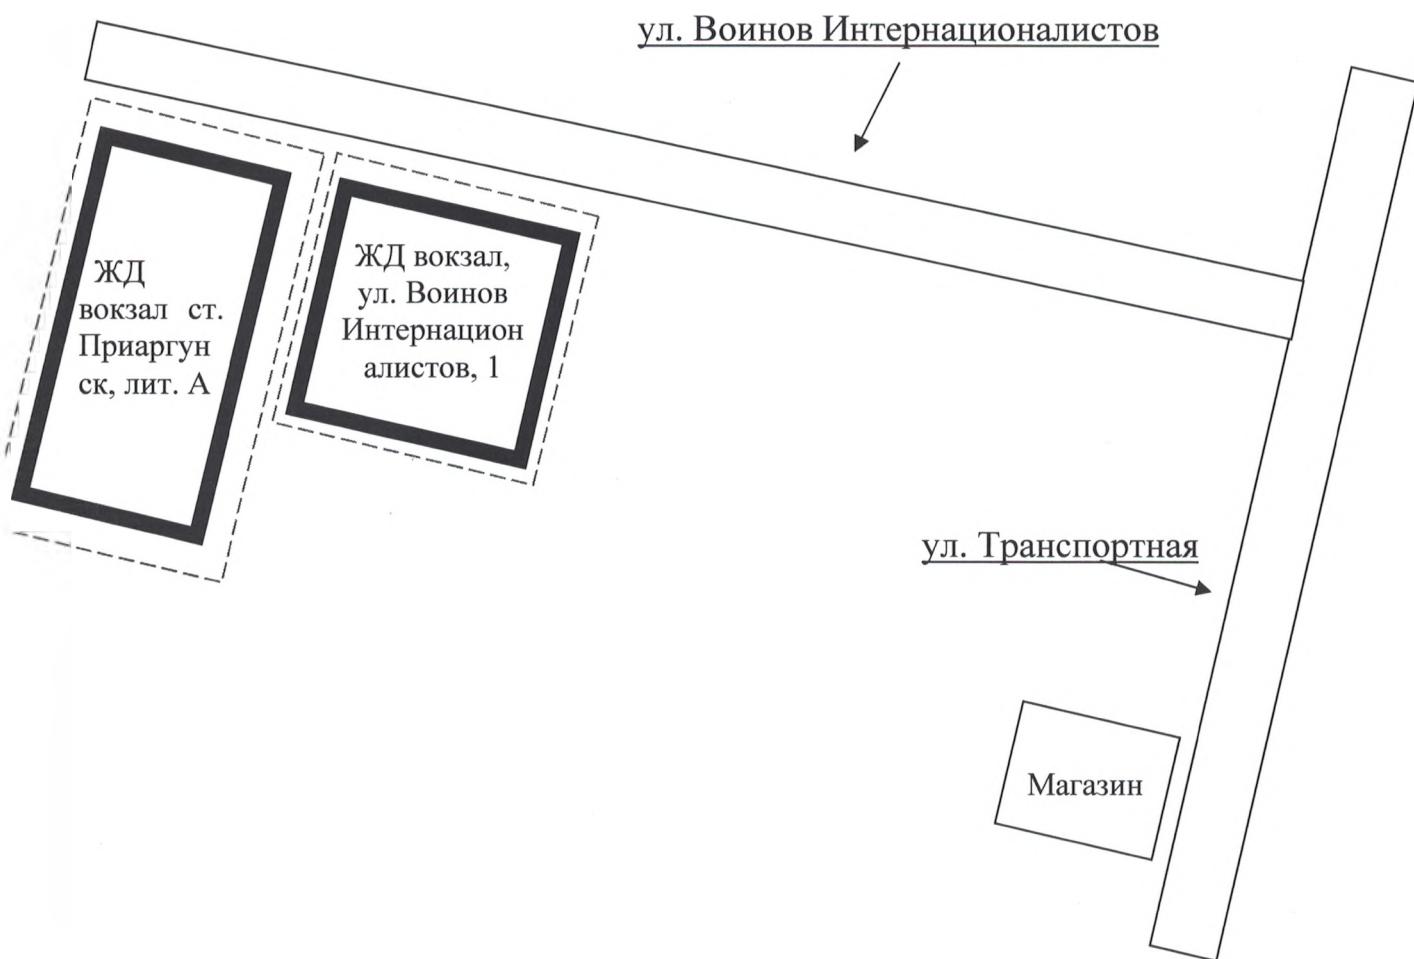 ул. Воинов Интернационалистов
ЖД
вокзал ст.
Приаргун
ск, лит. А
ЖД вокзал,
ул. Воинов
Интернацион
алистов, 1
ул. Транспортная
Магазин